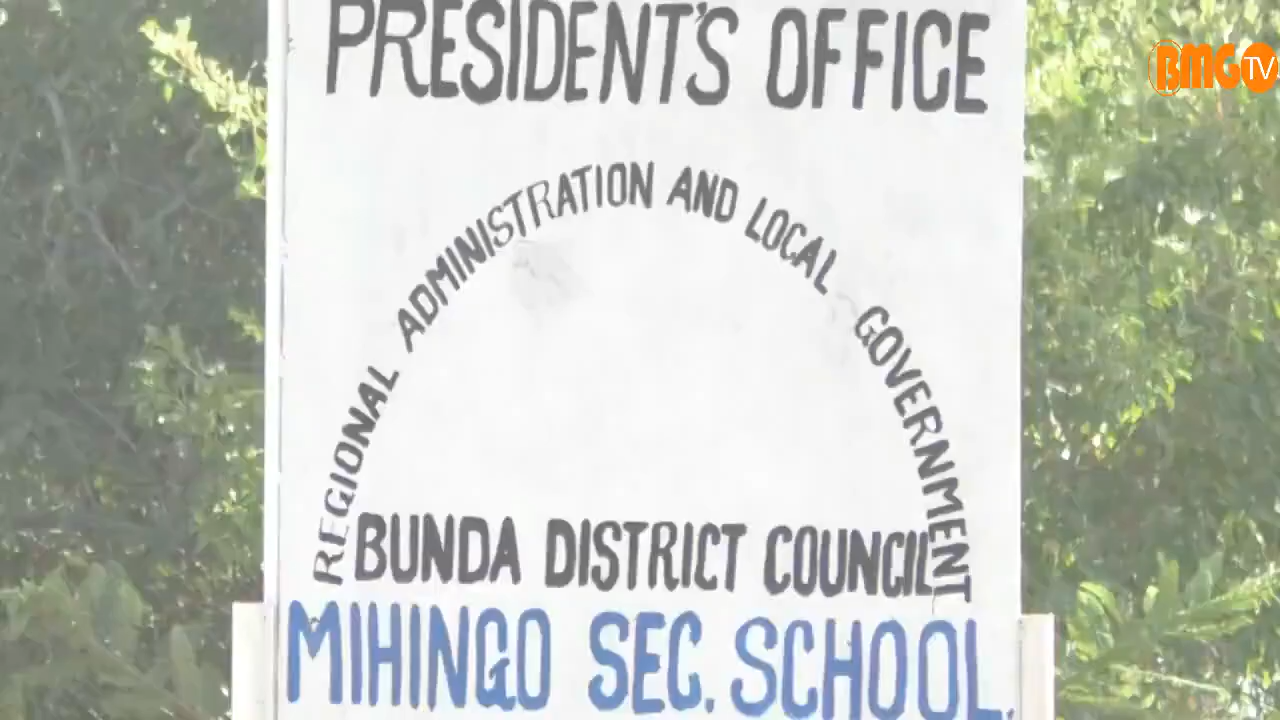 PRESIDENT'S OFFICE
REGIONAL ADMINISTRATION AND LOCAL GOVERNMENT
BUNDA DISTRICT COUNCIL
MIHINGO SEC. SCHOOL.
BMG TV